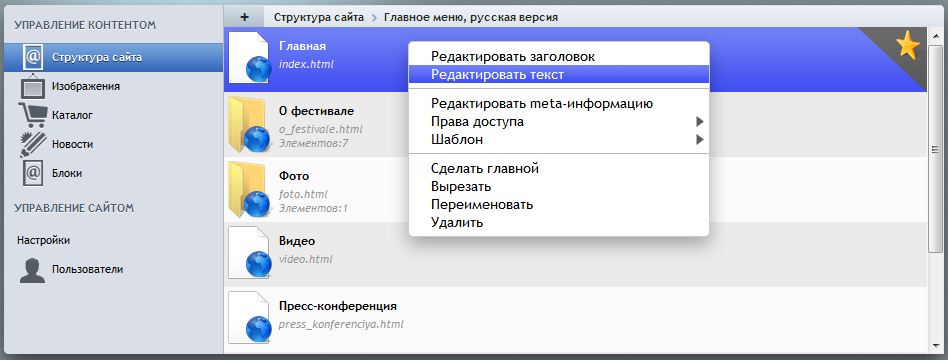 УПРАВЛЕНИЕ КОНТЕНТОМ
Структура сайта
Изображения
Каталог
Новости
Блоки
УПРАВЛЕНИЕ САЙТОМ
Настройки
Пользователи
+ Структура сайта > Главное меню, русская версия
Главная
index.html
О фестивале
o_festivale.html
Элементов:7
Фото
foto.html
Элементов:1
Видео
video.html
Пресс-конференция
press_konferenciya.html
Редактировать заголовок
Редактировать текст
Редактировать meta-информацию
Права доступа
Шаблон
Сделать главной
Вырезать
Переименовать
Удалить